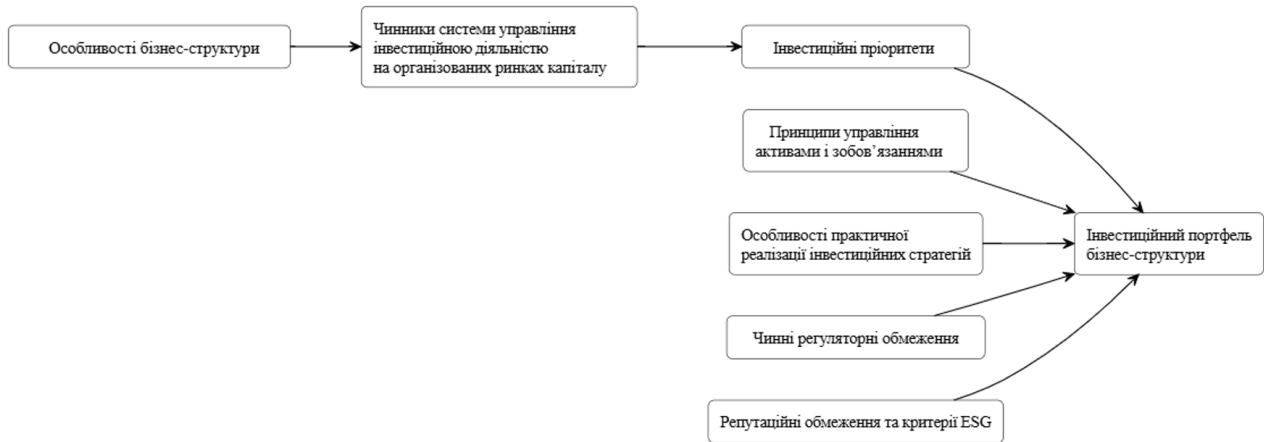 Особливості бізнес-структури
Чинники системи управління
інвестиційною діяльністю
на організованих ринках капіталу
Інвестиційні пріоритети
Принципи управління
активами і зобов’язаннями
Особливості практичної
реалізації інвестиційних стратегій
Інвестиційний портфель
бізнес-структури
Чинні регуляторні обмеження
Репутаційні обмеження та критерії ESG